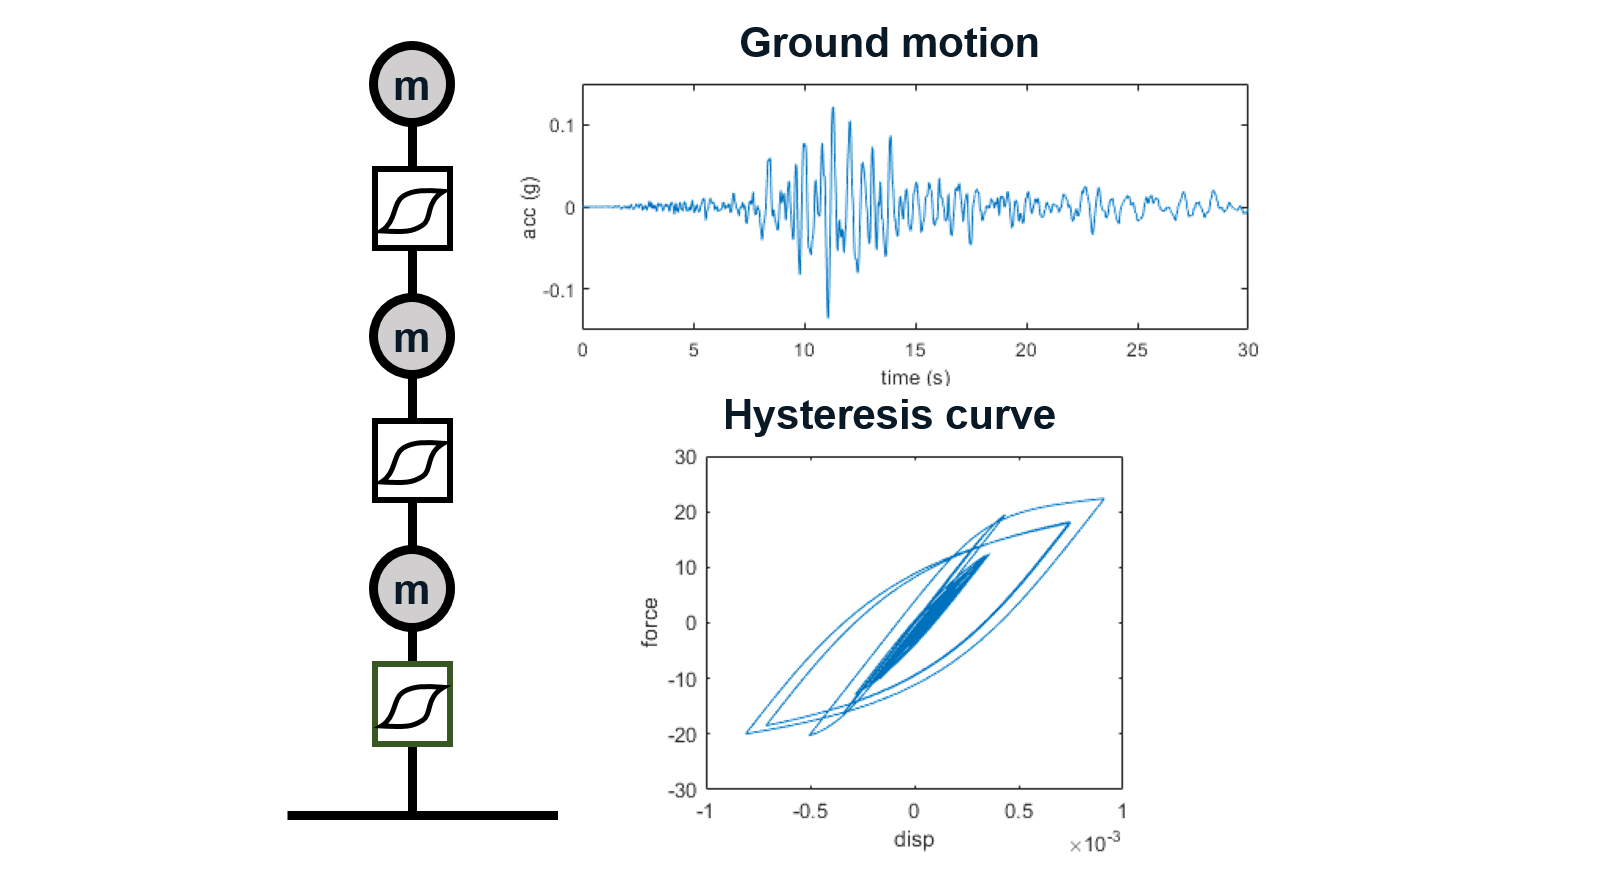 m
m
m
Ground motion
acc (g)
0.1
0
-0.1
0 5 10 15 20 25 30
time (s)
Hysteresis curve
force
30
20
10
0
-10
-20
-30
-1 -0.5 0 0.5 1
disp
×10⁻³